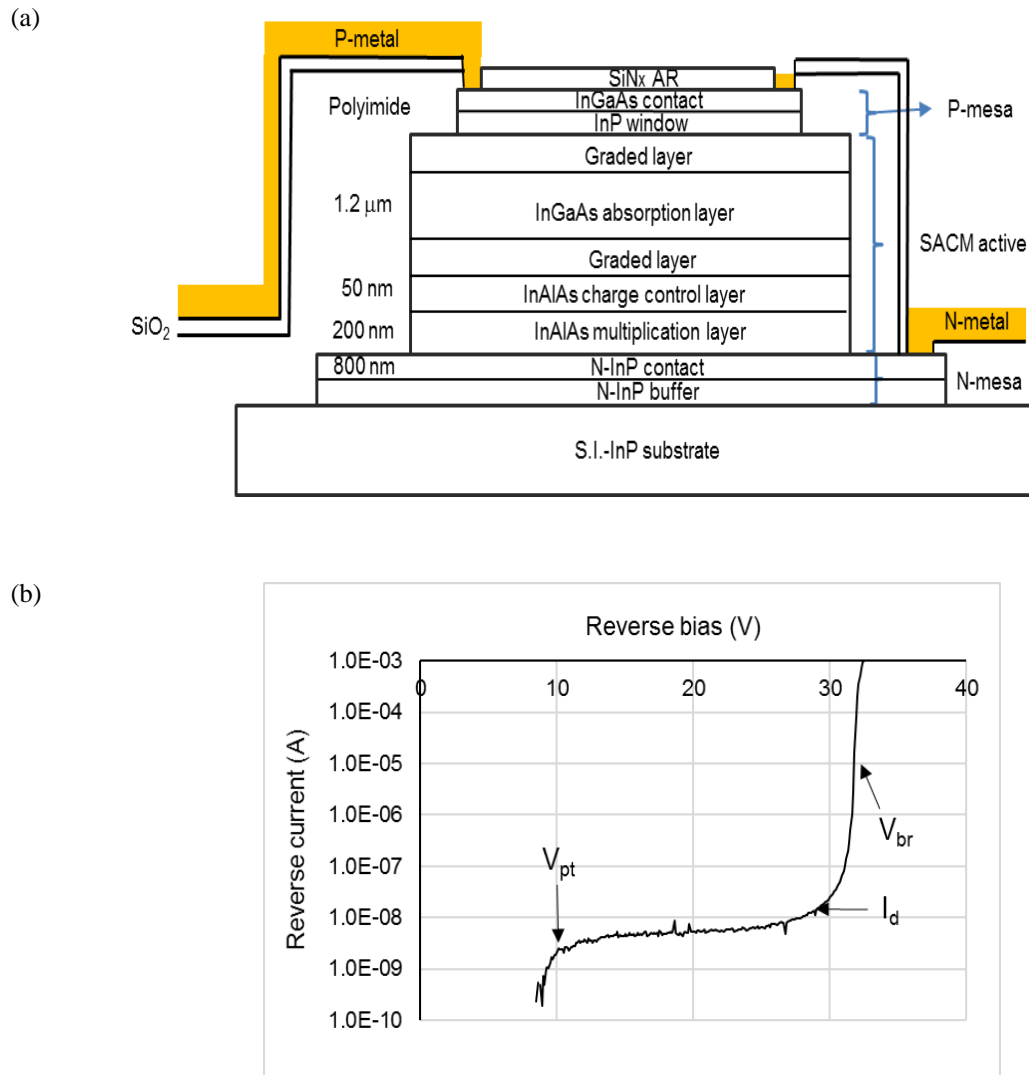 (a)
P-metal
SiNx AR
InGaAs contact
Polyimide
P-mesa
InP window
Graded layer
1.2 μm
InGaAs absorption layer
SACM active
Graded layer
50 nm
InAlAs charge control layer
SiO2
200 nm
InAlAs multiplication layer
N-metal
800 nm
N-InP contact
N-mesa
N-InP buffer
S.I.-InP substrate
(b)
Reverse bias (V)
1.0E-03
0 10 20 30 40
1.0E-04
1.0E-05
1.0E-06
1.0E-07
1.0E-08
1.0E-09
1.0E-10
Reverse current (A)
Vpt
Vbr
Id